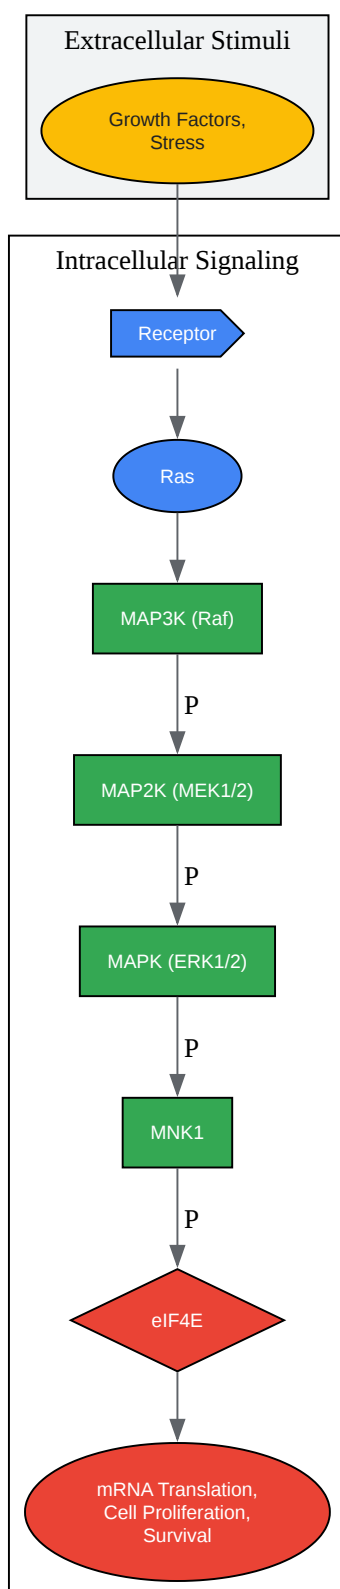 Extracellular Stimuli
Growth Factors,
Stress
Intracellular Signaling
Receptor
Ras
MAP3K (Raf)
P
MAP2K (MEK1/2)
P
MAPK (ERK1/2)
P
MNK1
P
eIF4E
mRNA Translation,
Cell Proliferation,
Survival